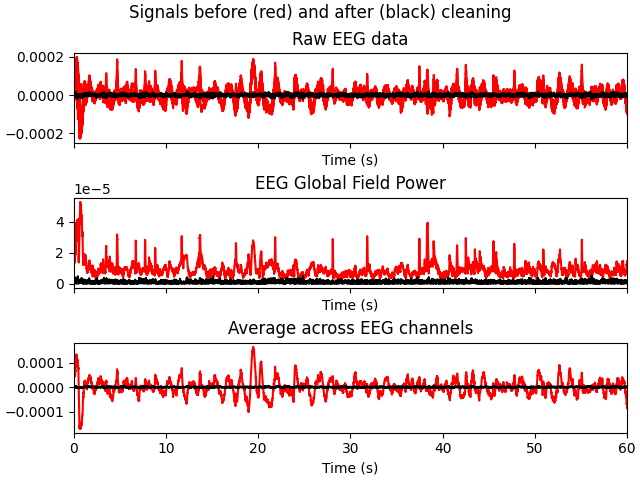 Signals before (red) and after (black) cleaning
Raw EEG data
0.0002
0.0000
−0.0002
Time (s)
EEG Global Field Power
1e−5
4
2
0
Time (s)
Average across EEG channels
0.0001
0.0000
−0.0001
0 10 20 30 40 50 60
Time (s)